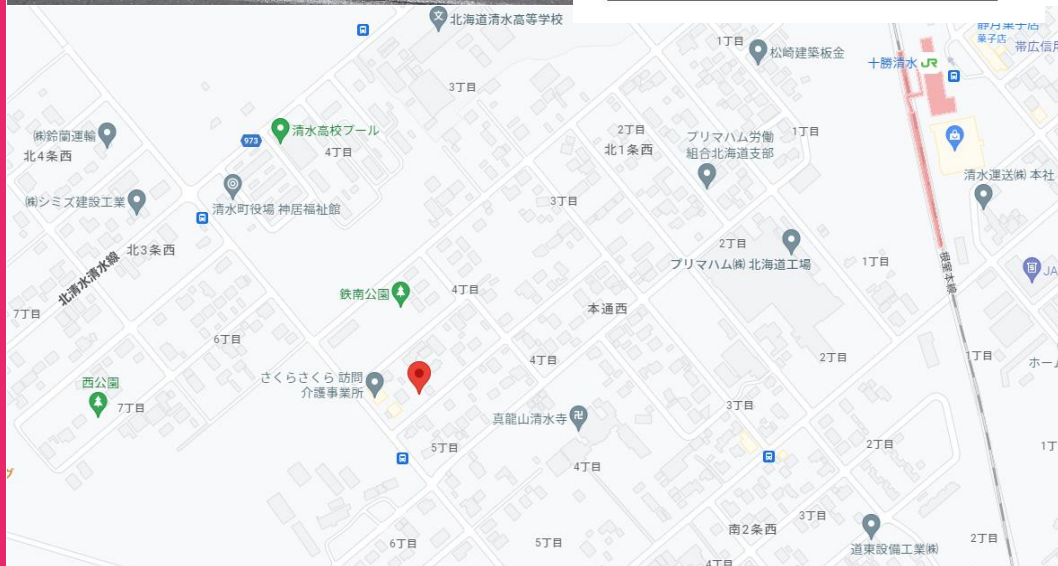 北海道清水高等学校
静月菓子店
菓子店
帯広信用
1丁目
松崎建築板金
十勝清水 JR
3丁目
㈱鈴蘭運輸
北4条西
973
清水高校プール
4丁目
2丁目
北1条西
プリマハム労働
組合北海道支部
1丁目
清水運送㈱ 本社
㈱シミズ建設工業
清水町役場 神居福祉館
3丁目
北3条西
北清水清水線
2丁目
プリマハム㈱ 北海道工場
1丁目
根室本線
JA
鉄南公園
4丁目
本通西
7丁目
6丁目
4丁目
2丁目
1丁目
ホーム
さくらさくら 訪問
介護事業所
西公園
7丁目
真龍山清水寺
3丁目
5丁目
4丁目
2丁目
1丁
グ
南2条西
3丁目
6丁目
5丁目
道東設備工業㈱
2丁目
4丁目